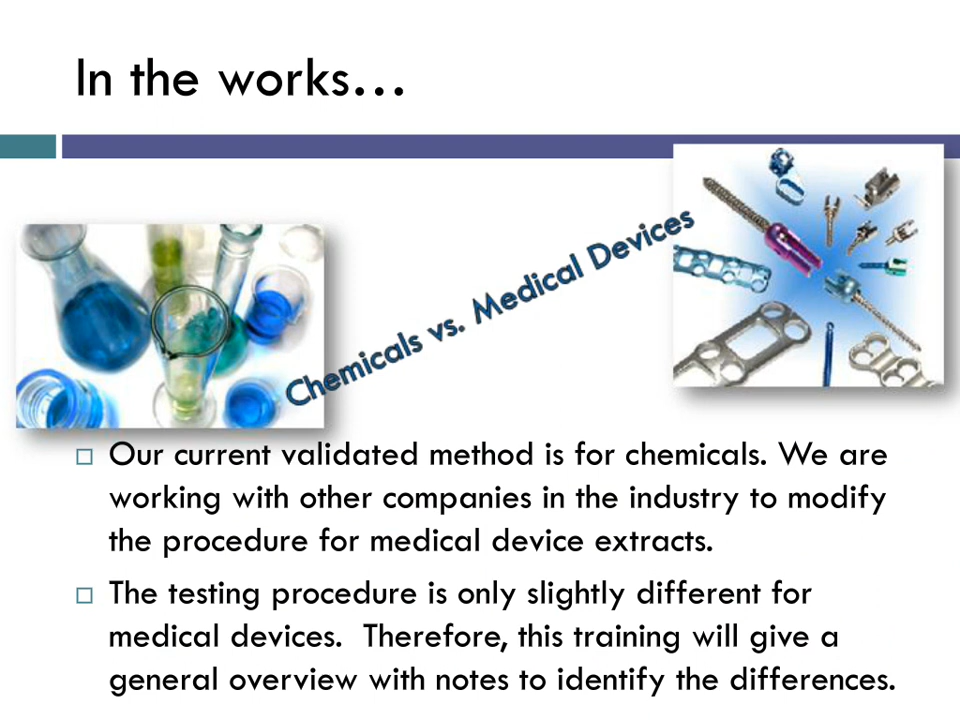 In the works…
Chemicals vs. Medical Devices
Our current validated method is for chemicals. We are
working with other companies in the industry to modify
the procedure for medical device extracts.
The testing procedure is only slightly different for
medical devices.  Therefore, this training will give a
general overview with notes to identify the differences.